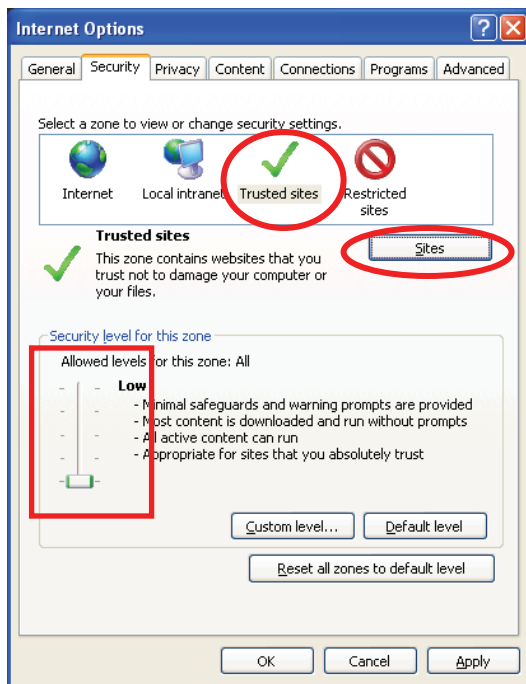 Internet Options
General Security Privacy Content Connections Programs Advanced
Select a zone to view or change security settings.
Internet Local intranet Trusted sites Restricted
sites
Trusted sites
Sites
This zone contains websites that you
trust not to damage your computer or
your files.
Security level for this zone
Allowed levels for this zone: All
Low
- Minimal safeguards and warning prompts are provided
- Most content is downloaded and run without prompts
- All active content can run
- Appropriate for sites that you absolutely trust
Custom level... Default level
Reset all zones to default level
OK Cancel Apply